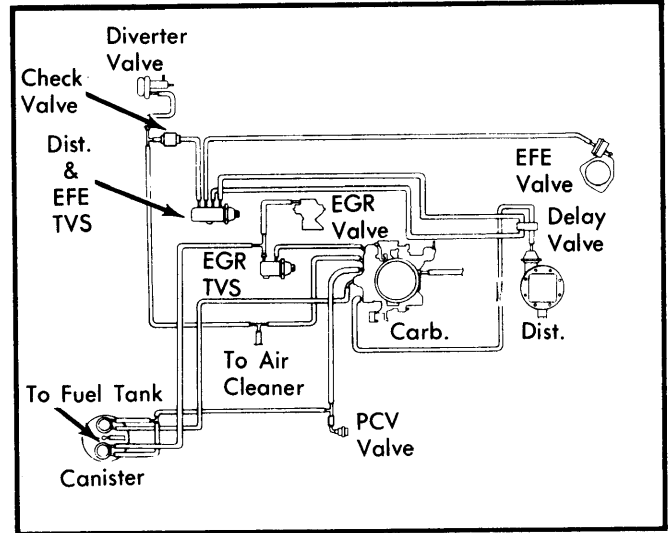 Diverter
Valve
Check
Valve
Dist.
&
EFE
TVS
EFE
Valve
EGR
Valve
Delay
Valve
EGR
TVS
Carb.
Dist.
To Air
Cleaner
To Fuel Tank
PCV
Valve
Canister